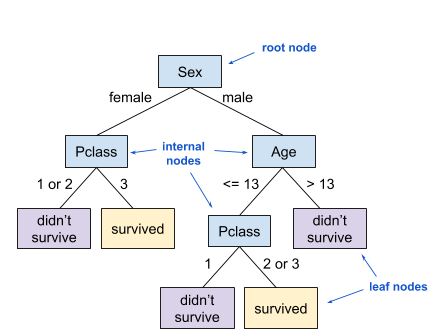 root node
Sex
female
male
Pclass
internal
nodes
Age
1 or 2
3
<= 13
> 13
didn't
survive
survived
Pclass
didn't
survive
1
2 or 3
leaf nodes
didn't
survive
survived